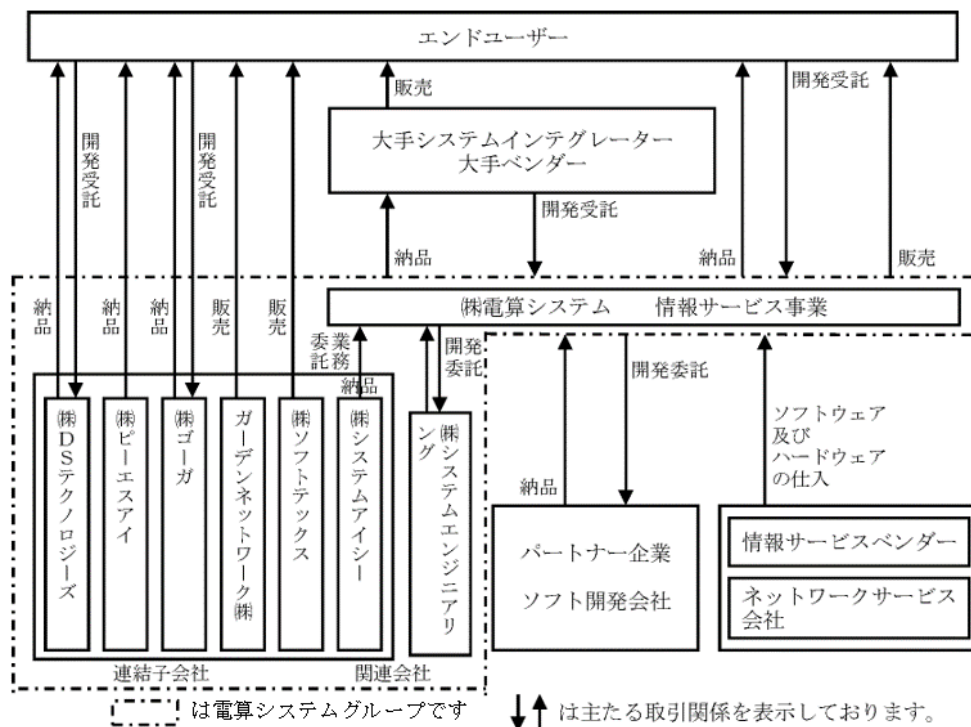 エンドユーザー
販売
開発受託
大手システムインテグレーター
大手ベンダー
開発受託
開発受託
開発受託
納品
納品
販売
納品
納品
納品
販売
販売
㈱電算システム 情報サービス事業
業務
委託
納品
開発
委託
開発委託
ソフトウェア
及び
ハードウェア
の仕入
納品
㈱DSテクノロジーズ
㈱ピーエスアイ
㈱ゴーガ
ガーデンネットワーク㈱
㈱ソフトテックス
㈱システムアイシー
㈱システムエンジニアリ
ング
パートナー企業
ソフト開発会社
情報サービスベンダー
ネットワークサービス
会社
連結子会社
関連会社
は電算システムグループです
は主たる取引関係を表示しております。